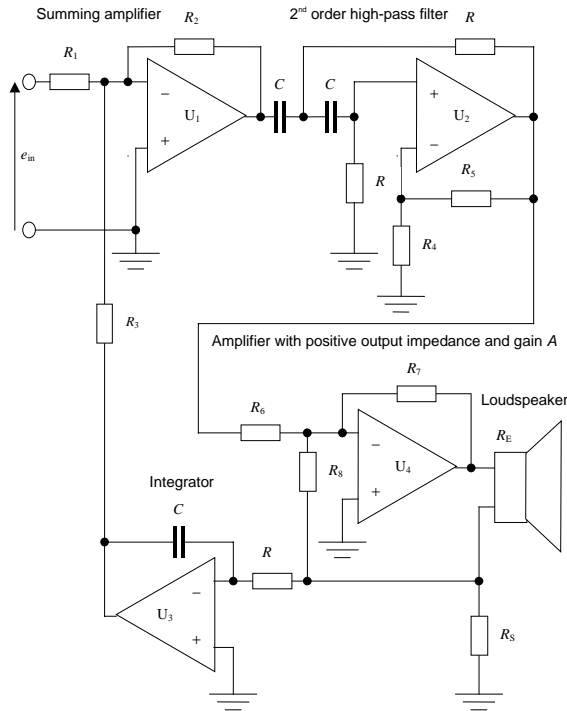 Summing amplifier
2nd order high-pass filter
R1
R2
R
C
C
−
+
U1
+
−
U2
ein
R
R5
R4
R3
Amplifier with positive output impedance and gain A
R7
Loudspeaker
R6
RE
R8
−
+
U4
Integrator
C
R
−
+
U3
RS